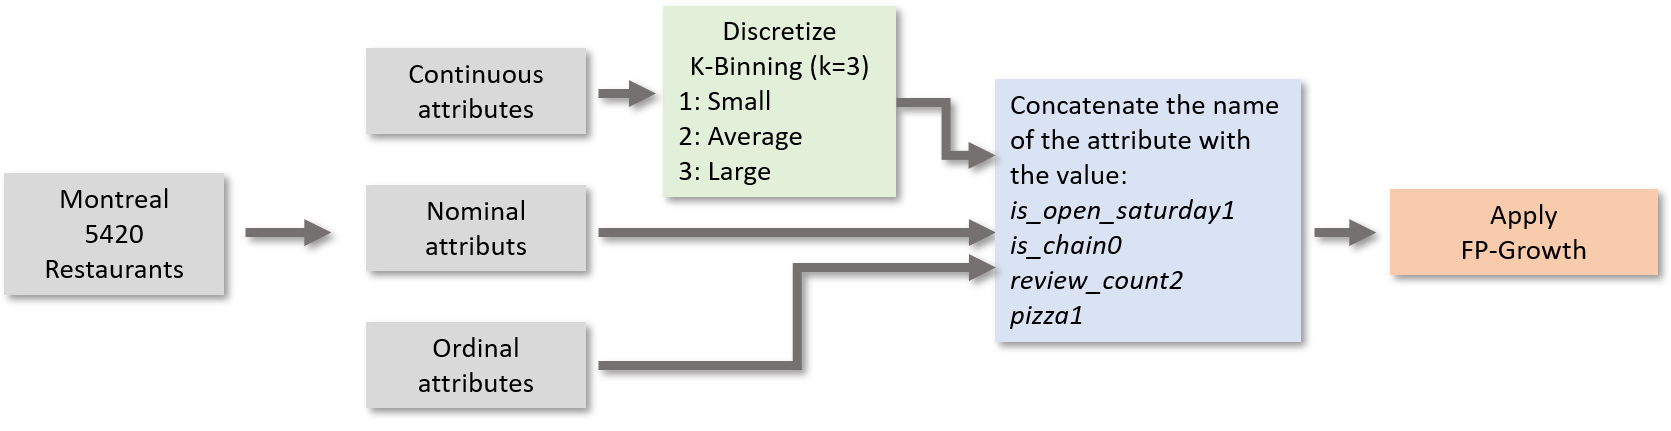 Montreal
5420
Restaurants
Continuous
attributes
Nominal
attributs
Ordinal
attributes
Discretize
K-Binning (k=3)
1: Small
2: Average
3: Large
Concatenate the name
of the attribute with
the value:
is_open_saturday1
is_chain0
review_count2
pizza1
Apply
FP-Growth